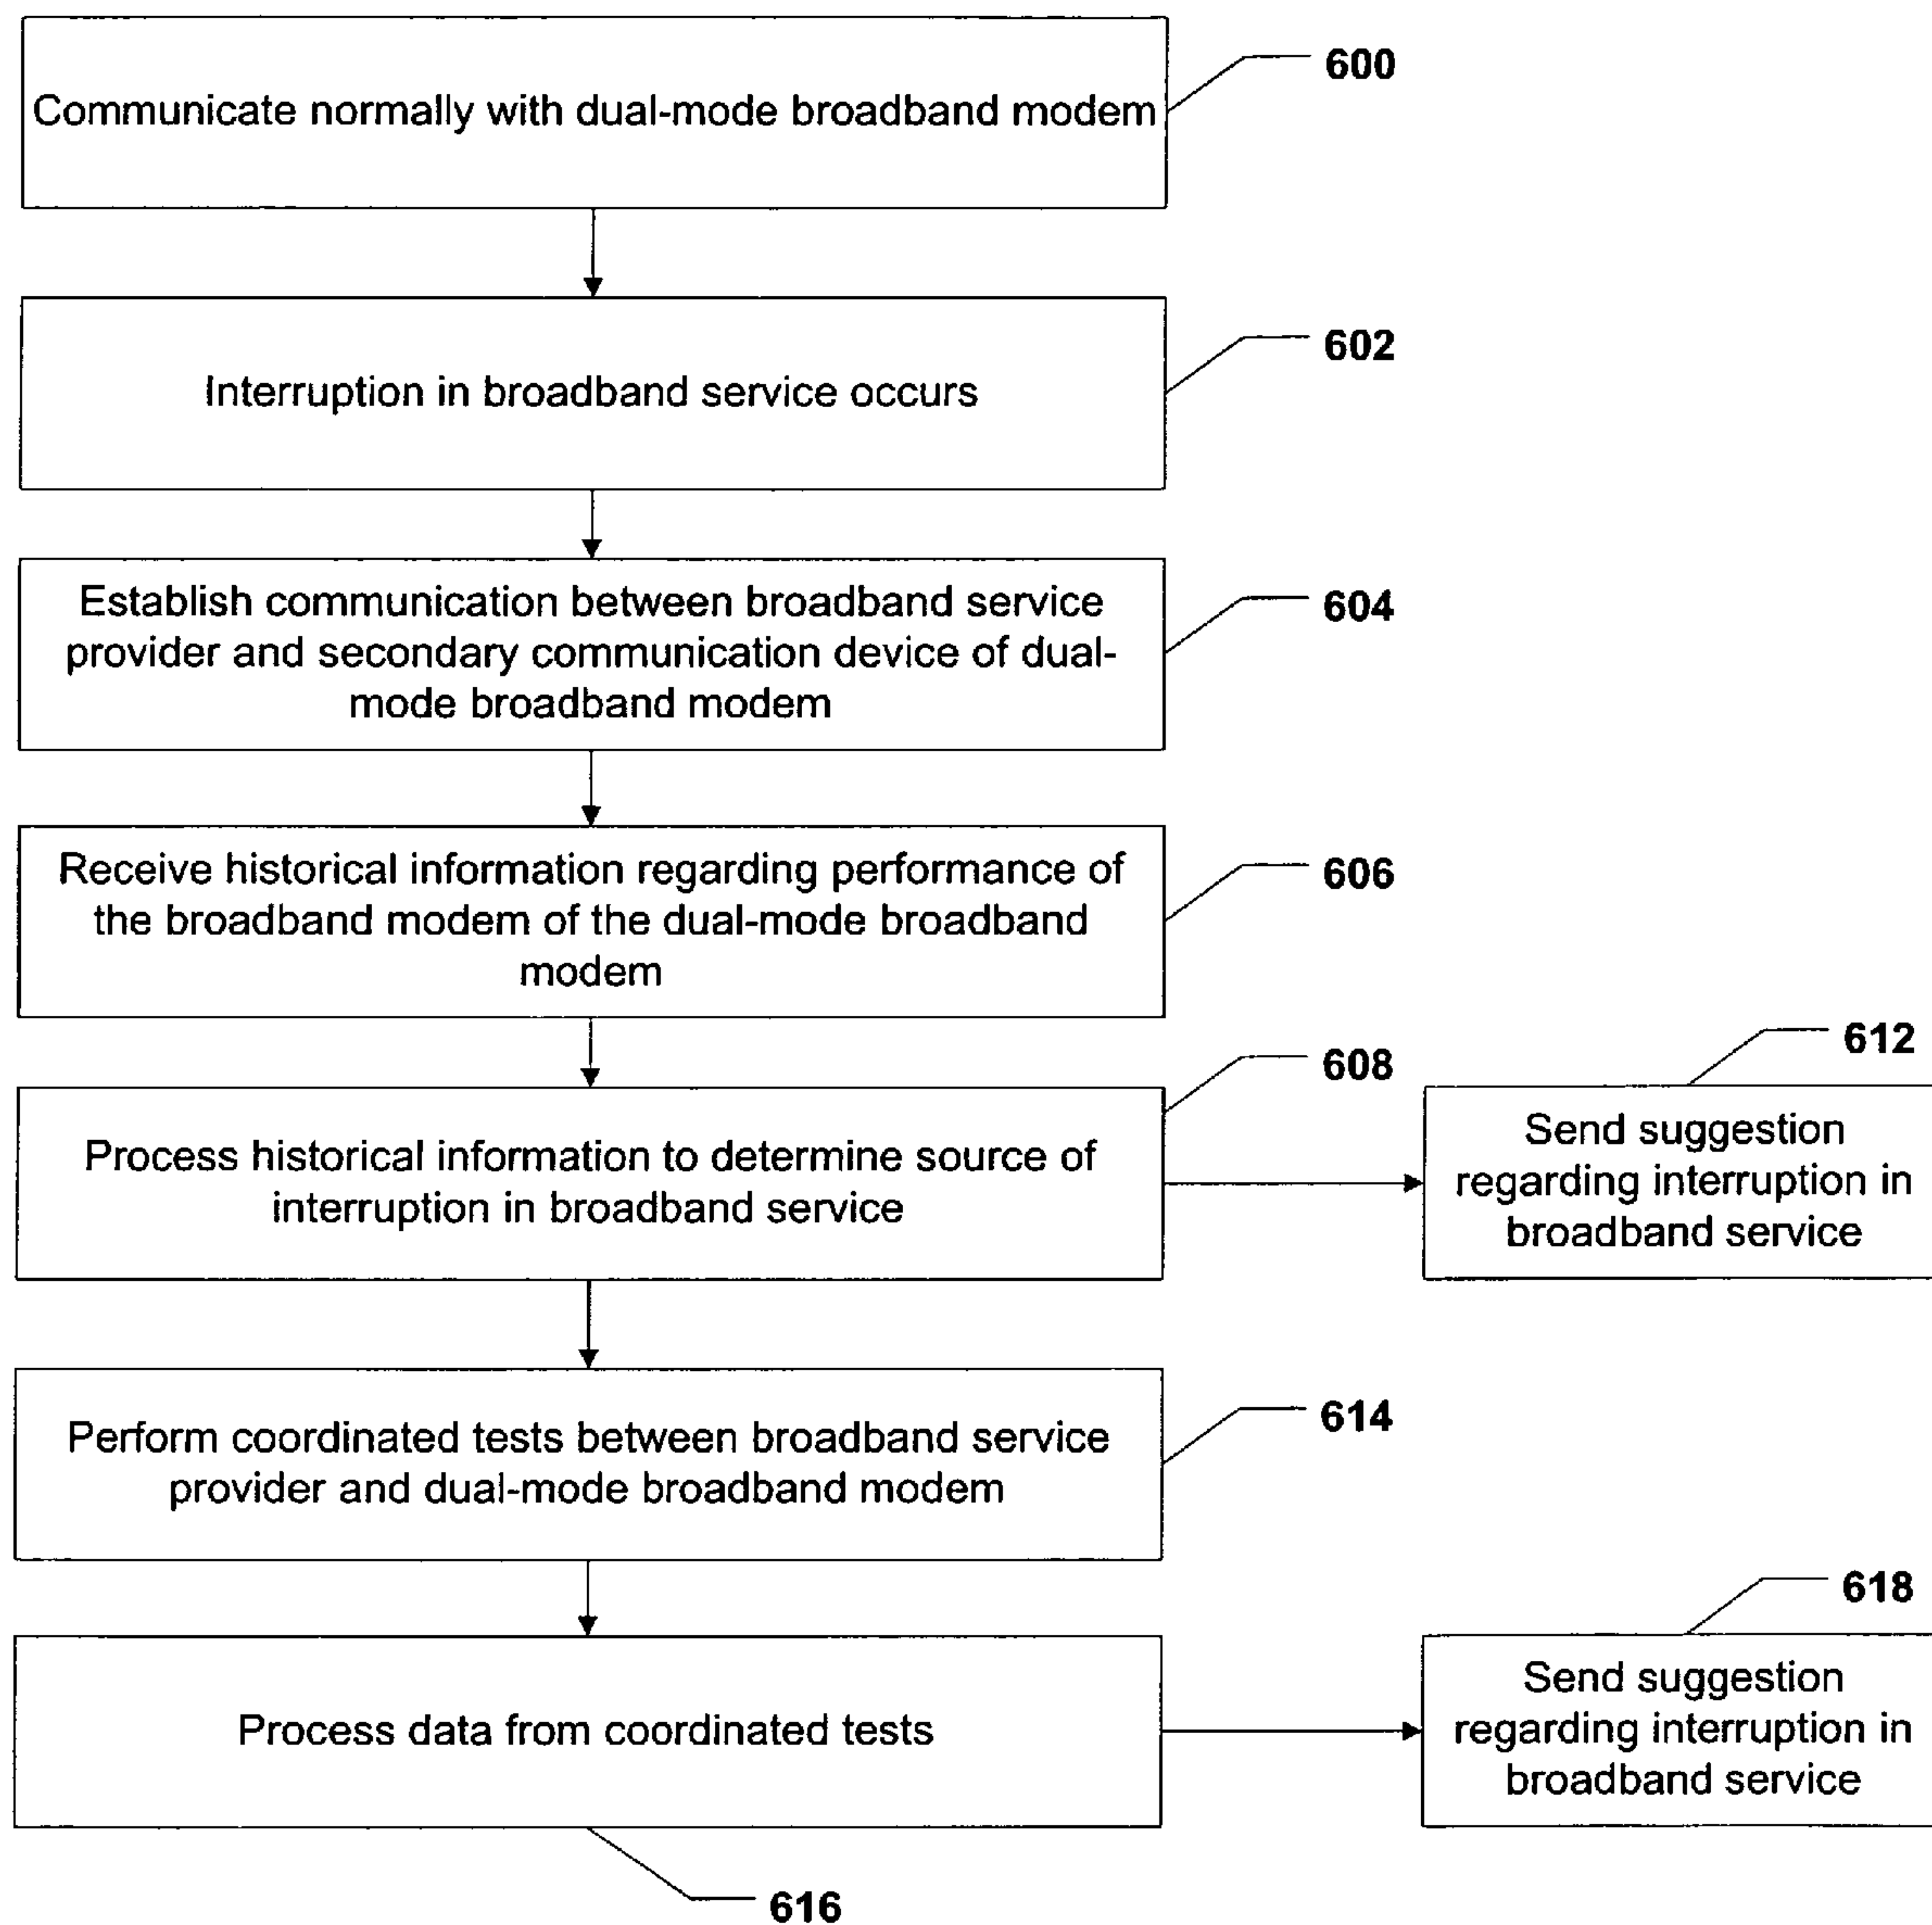 600
Communicate normally with dual-mode broadband modem
602
Interruption in broadband service occurs
604
Establish communication between broadband service
provider and secondary communication device of dual-
mode broadband modem
606
Receive historical information regarding performance of
the broadband modem of the dual-mode broadband
modem
608
Process historical information to determine source of
interruption in broadband service
612
Send suggestion
regarding interruption in
broadband service
614
Perform coordinated tests between broadband service
provider and dual-mode broadband modem
616
Process data from coordinated tests
618
Send suggestion
regarding interruption in
broadband service